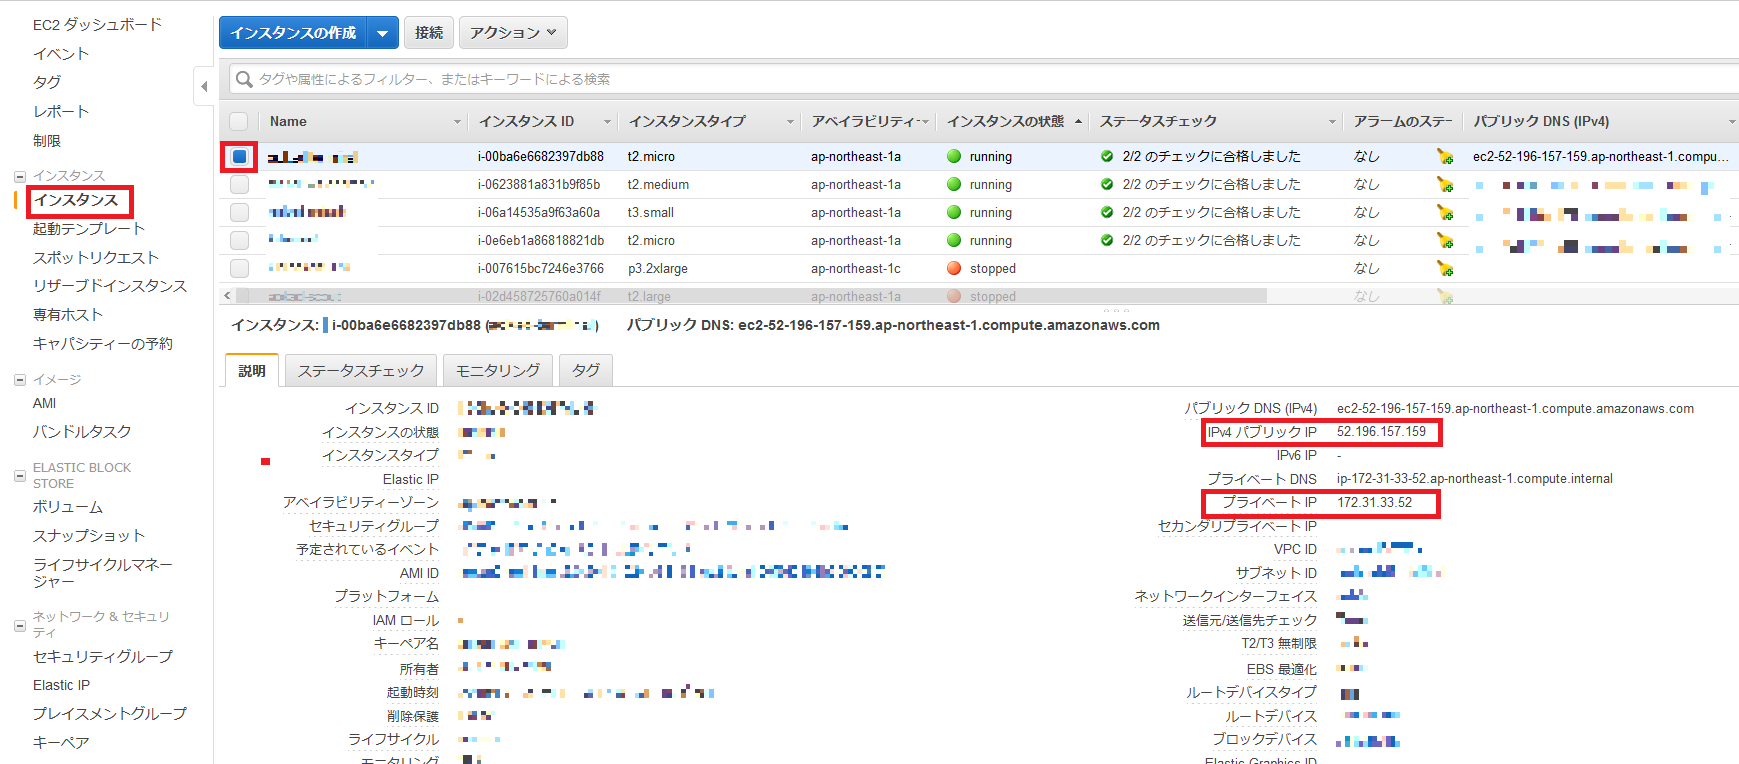 EC2 ダッシュボード
イベント
タグ
レポート
制限
インスタンス
インスタンス
起動テンプレート
スポットリクエスト
リザーブドインスタンス
専有ホスト
キャパシティーの予約
イメージ
AMI
バンドルタスク
ELASTIC BLOCK
STORE
ボリューム
スナップショット
ライフサイクルマネー
ジャー
ネットワーク & セキュリ
ティ
セキュリティグループ
Elastic IP
プレイスメントグループ
キーペア
インスタンスの作成 接続 アクション
タグや属性によるフィルター、またはキーワードによる検索
Name インスタンス ID インスタンスタイプ アベイラビリティー インスタンスの状態 ステータスチェック アラームのステー パブリック DNS (IPv4)
i-00ba6e6682397db88 t2.micro ap-northeast-1a running 2/2 のチェックに合格しました なし ec2-52-196-157-159.ap-northeast-1.compu...
i-0623881a831b9f85b t2.medium ap-northeast-1a running 2/2 のチェックに合格しました なし
i-06a14535a9f63a60a t3.small ap-northeast-1a running 2/2 のチェックに合格しました なし
i-0e6eb1a86818821db t2.micro ap-northeast-1a running 2/2 のチェックに合格しました なし
i-007615bc7246e3766 p3.2xlarge ap-northeast-1c stopped なし
i-02d458725760a014f t2.large ap-northeast-1a stopped なし
インスタンス: i-00ba6e6682397db88 ( ) パブリック DNS: ec2-52-196-157-159.ap-northeast-1.compute.amazonaws.com
説明 ステータスチェック モニタリング タグ
インスタンス ID
インスタンスの状態
インスタンスタイプ
Elastic IP
アベイラビリティーゾーン
セキュリティグループ
予定されているイベント
AMI ID
プラットフォーム
IAM ロール
キーペア名
所有者
起動時刻
削除保護
ライフサイクル
モニタリング
パブリック DNS (IPv4) ec2-52-196-157-159.ap-northeast-1.compute.amazonaws.com
IPv4 パブリック IP 52.196.157.159
IPv6 IP -
プライベート DNS ip-172-31-33-52.ap-northeast-1.compute.internal
プライベート IP 172.31.33.52
セカンダリプライベート IP
VPC ID
サブネット ID
ネットワークインターフェイス
送信元/送信先チェック
T2/T3 無制限
EBS 最適化
ルートデバイスタイプ
ルートデバイス
ブロックデバイス
Elastic Graphics ID